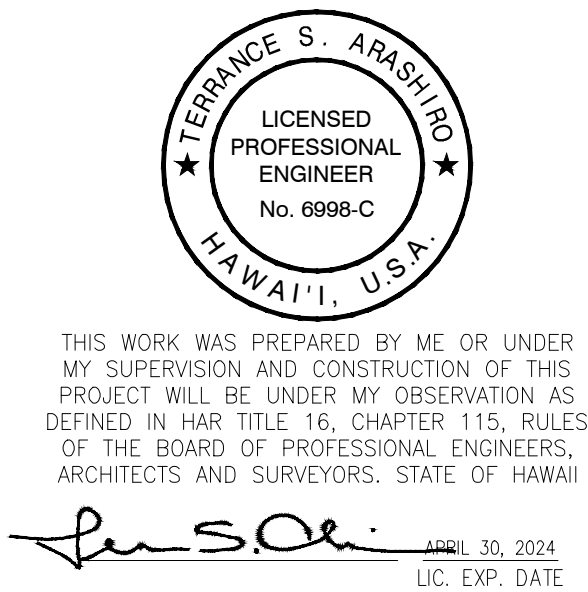 TERRANCE S. ARASHIRO
LICENSED
PROFESSIONAL
ENGINEER
No. 6998-C
HAWAI'I, U.S.A.
THIS WORK WAS PREPARED BY ME OR UNDER
MY SUPERVISION AND CONSTRUCTION OF THIS
PROJECT WILL BE UNDER MY OBSERVATION AS
DEFINED IN HAR TITLE 16, CHAPTER 115, RULES
OF THE BOARD OF PROFESSIONAL ENGINEERS,
ARCHITECTS AND SURVEYORS. STATE OF HAWAII
APRIL 30, 2024
LIC. EXP. DATE